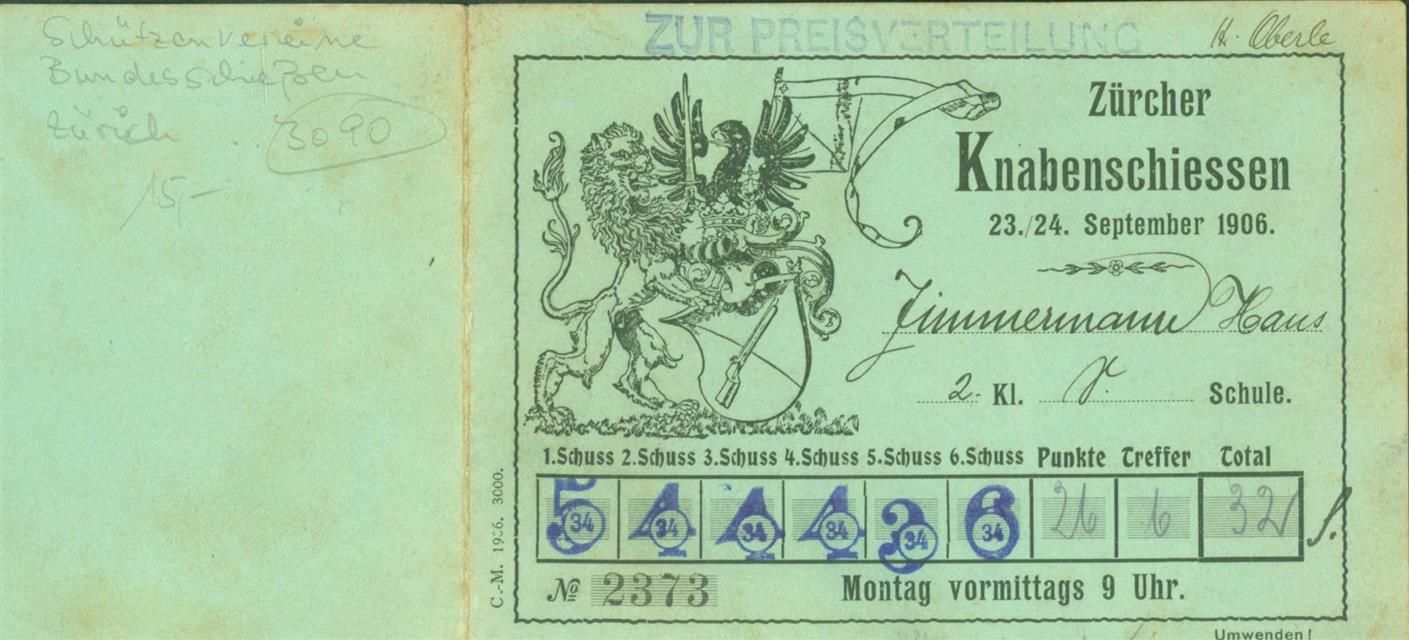 Schützenvereine
Bundesschießen
Zürich 3090
15,-
ZUR PREISVERTEILUNG
H. Oberle
Zürcher
Knabenschiessen
23./24. September 1906.
Zimmermann Hans
2. Kl. Schule.
1.Schuss 2.Schuss 3.Schuss 4.Schuss 5.Schuss 6.Schuss Punkte Treffer Total
5 34 4 34 4 34 4 34 3 34 6 34 26 6 32
C.-M. 1906. 3000.
№ 2373 Montag vormittags 9 Uhr.
Umwenden!